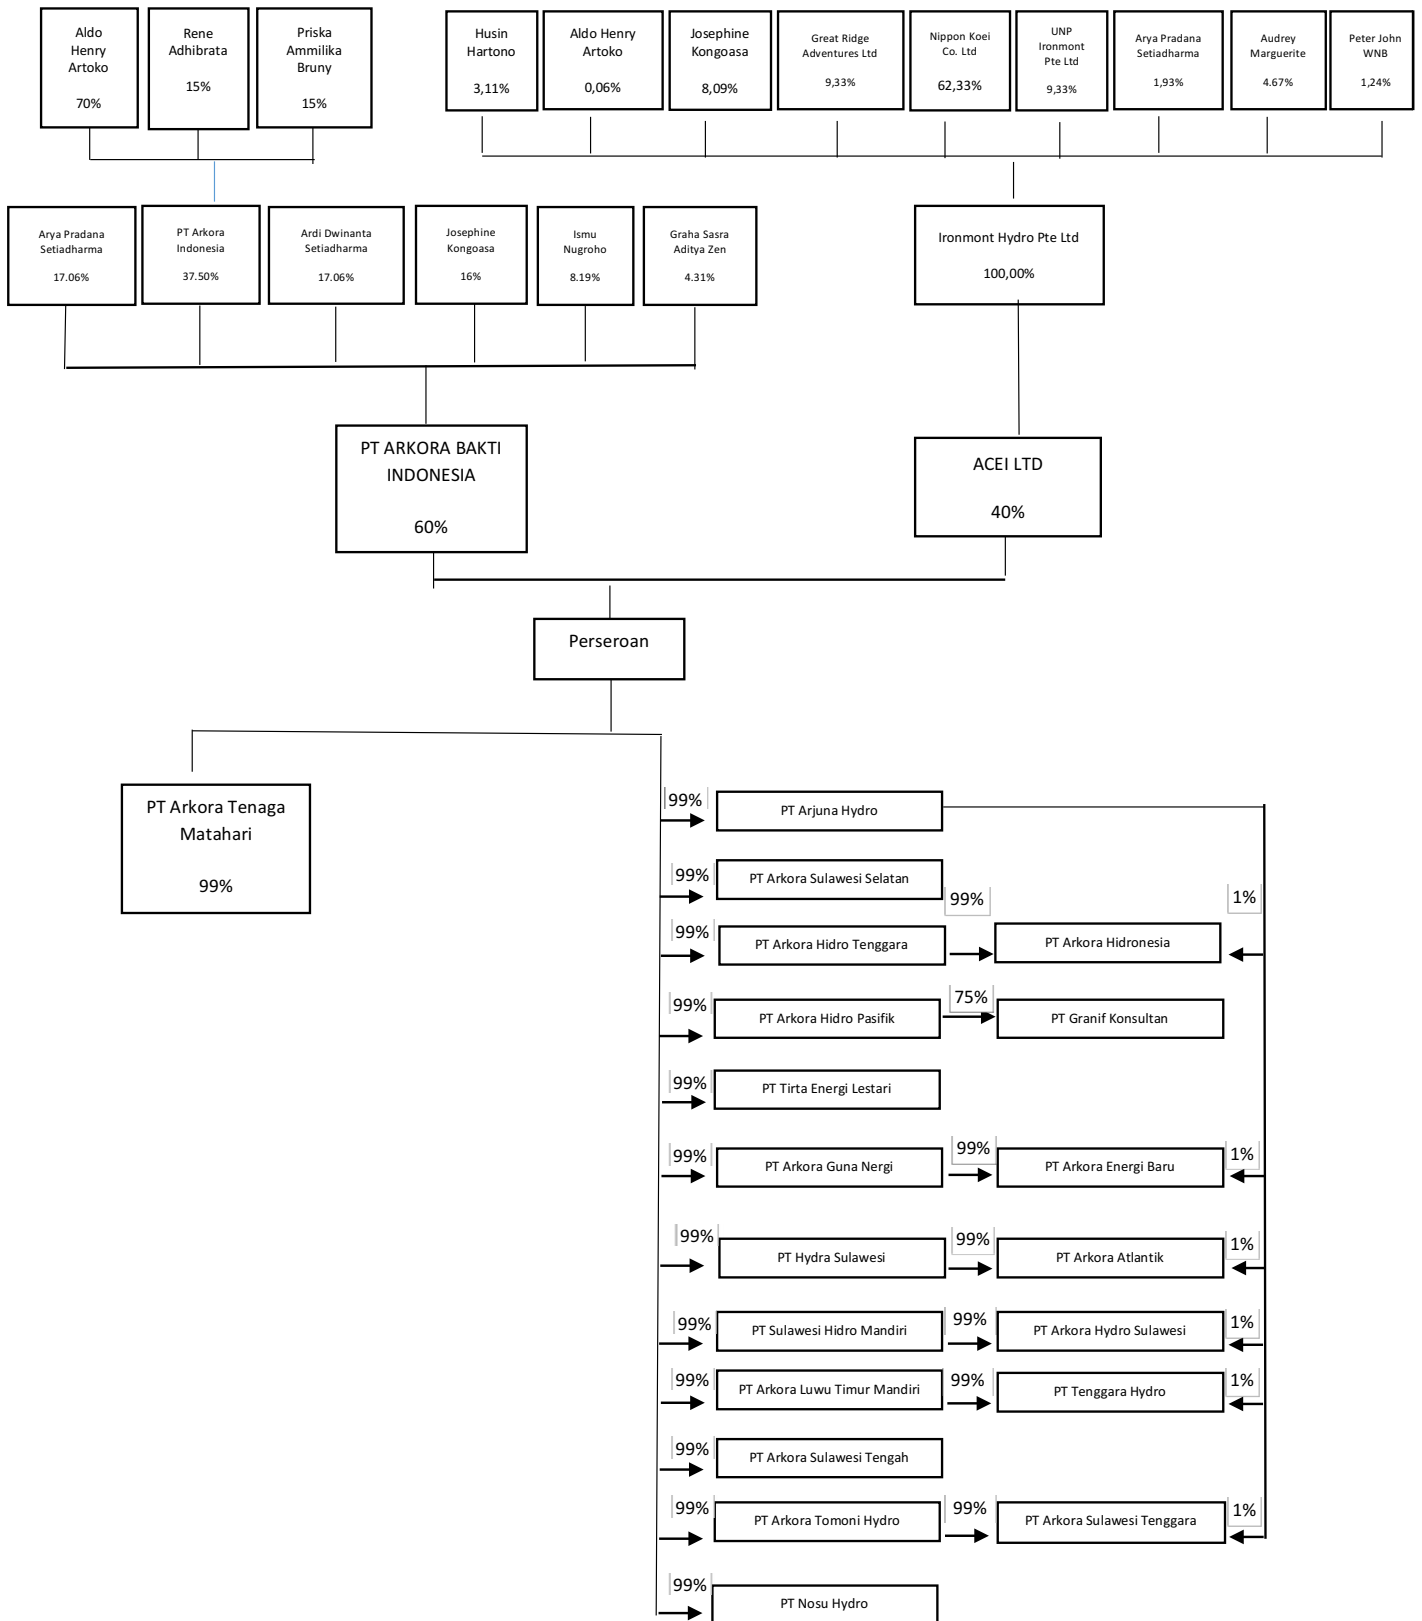 Aldo
Henry
Artoko
70%
Rene
Adhibrata
15%
Priska
Ammilika
Bruny
15%
Husin
Hartono
3,11%
Aldo Henry
Artoko
0,06%
Josephine
Kongoasa
8,09%
Great Ridge
Adventures Ltd
9,33%
Nippon Koei
Co. Ltd
62,33%
UNP
Ironmont
Pte Ltd
9,33%
Arya Pradana
Setiadharma
1,93%
Audrey
Marguerite
4.67%
Peter John
WNB
1,24%
Arya Pradana
Setiadharma
17.06%
PT Arkora
Indonesia
37.50%
Ardi Dwinanta
Setiadharma
17.06%
Josephine
Kongoasa
16%
Ismu
Nugroho
8.19%
Graha Sasra
Aditya Zen
4.31%
Ironmont Hydro Pte Ltd
100,00%
PT ARKORA BAKTI
INDONESIA
60%
ACEI LTD
40%
Perseroan
PT Arkora Tenaga
Matahari
99%
99%
PT Arjuna Hydro
99%
PT Arkora Sulawesi Selatan
99%
PT Arkora Hidro Tenggara
99%
PT Arkora Hidronesia
1%
99%
PT Arkora Hidro Pasifik
75%
PT Granif Konsultan
99%
PT Tirta Energi Lestari
99%
PT Arkora Guna Nergi
99%
PT Arkora Energi Baru
1%
99%
PT Hydra Sulawesi
99%
PT Arkora Atlantik
1%
99%
PT Sulawesi Hidro Mandiri
99%
PT Arkora Hydro Sulawesi
1%
99%
PT Arkora Luwu Timur Mandiri
99%
PT Tenggara Hydro
1%
99%
PT Arkora Sulawesi Tengah
99%
PT Arkora Tomoni Hydro
99%
PT Arkora Sulawesi Tenggara
1%
99%
PT Nosu Hydro